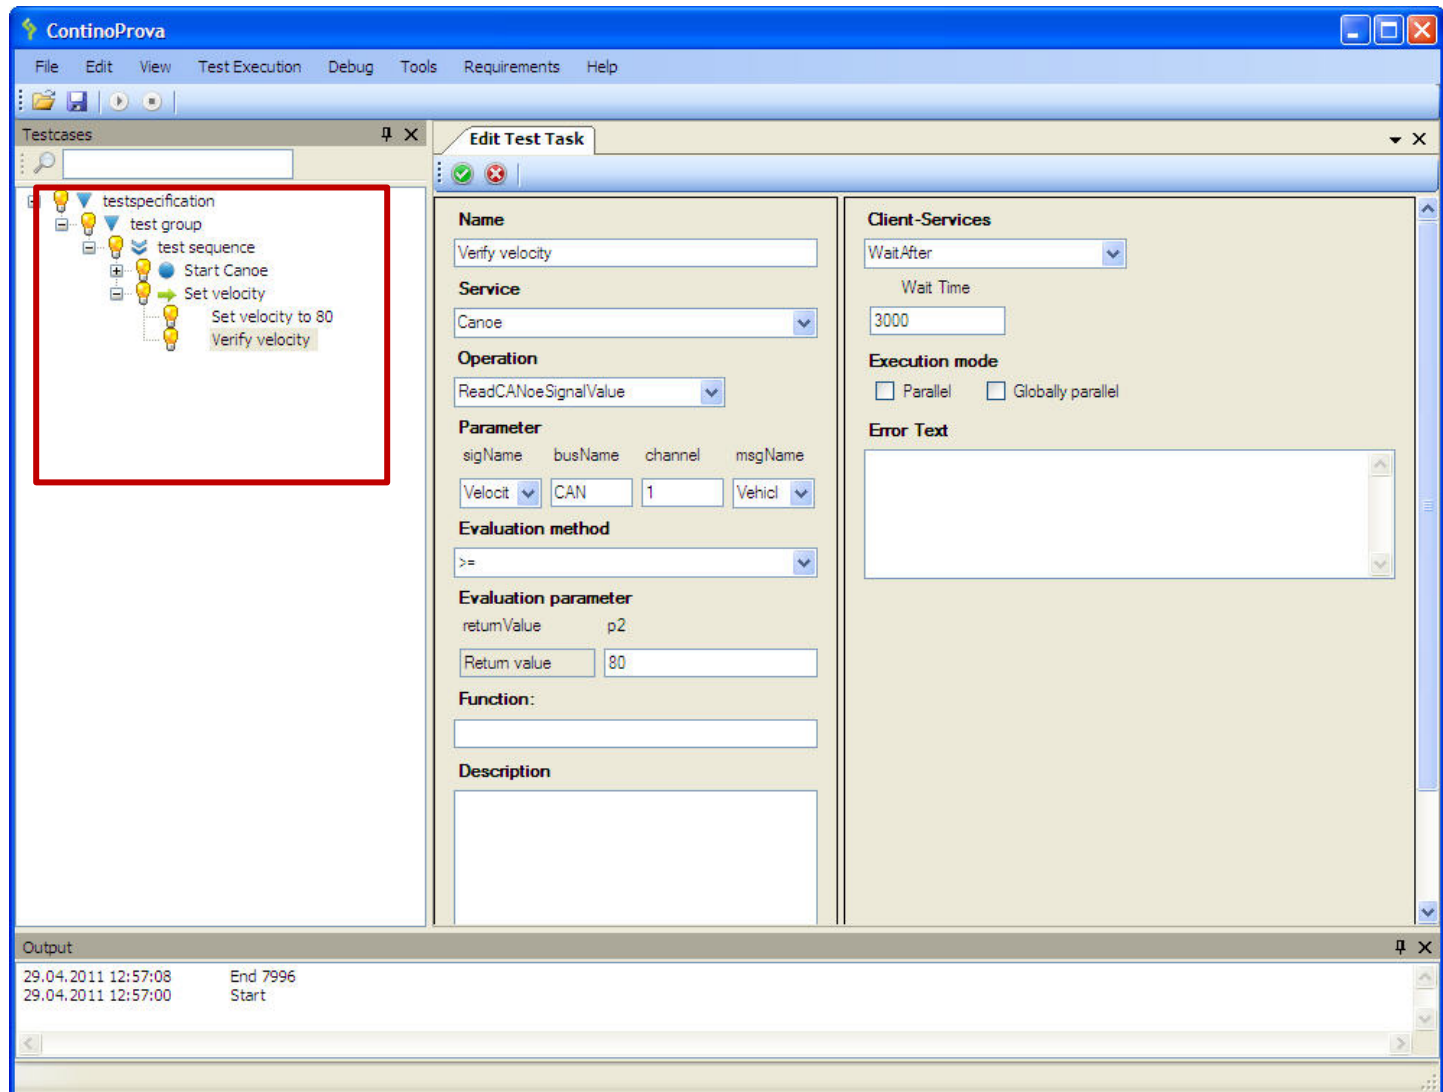 ContinoProva
File Edit View Test Execution Debug Tools Requirements Help
Testcases
testspecification
test group
test sequence
Start Canoe
Set velocity
Set velocity to 80
Verify velocity
Edit Test Task
Name
Verify velocity
Service
Canoe
Operation
ReadCANoeSignalValue
Parameter
sigName busName channel msgName
Velocit CAN 1 Vehicl
Evaluation method
>=
Evaluation parameter
returnValue p2
Return value 80
Function:
Description
Client-Services
WaitAfter
Wait Time
3000
Execution mode
Parallel Globally parallel
Error Text
Output
29.04.2011 12:57:08 End 7996
29.04.2011 12:57:00 Start